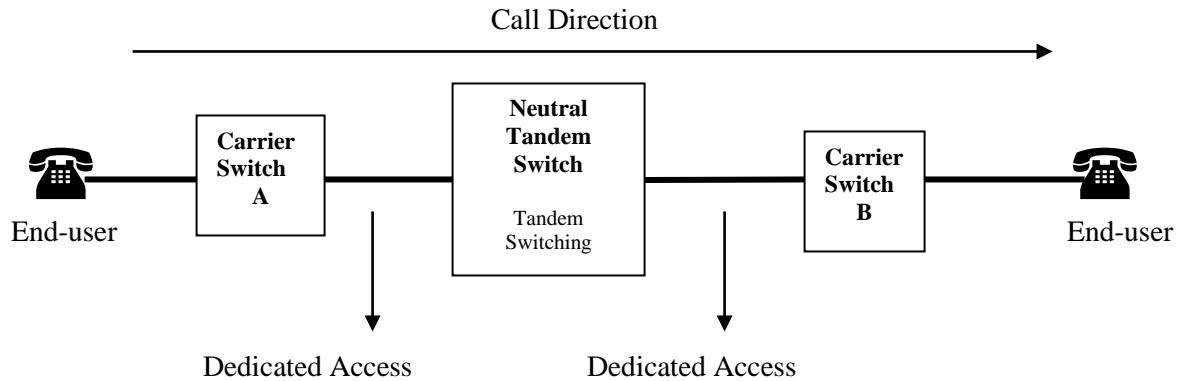 Call Direction
Neutral
Tandem
Switch
Carrier
Switch
A
Carrier
Switch
B
Tandem
Switching
End-user
End-user
Dedicated Access
Dedicated Access